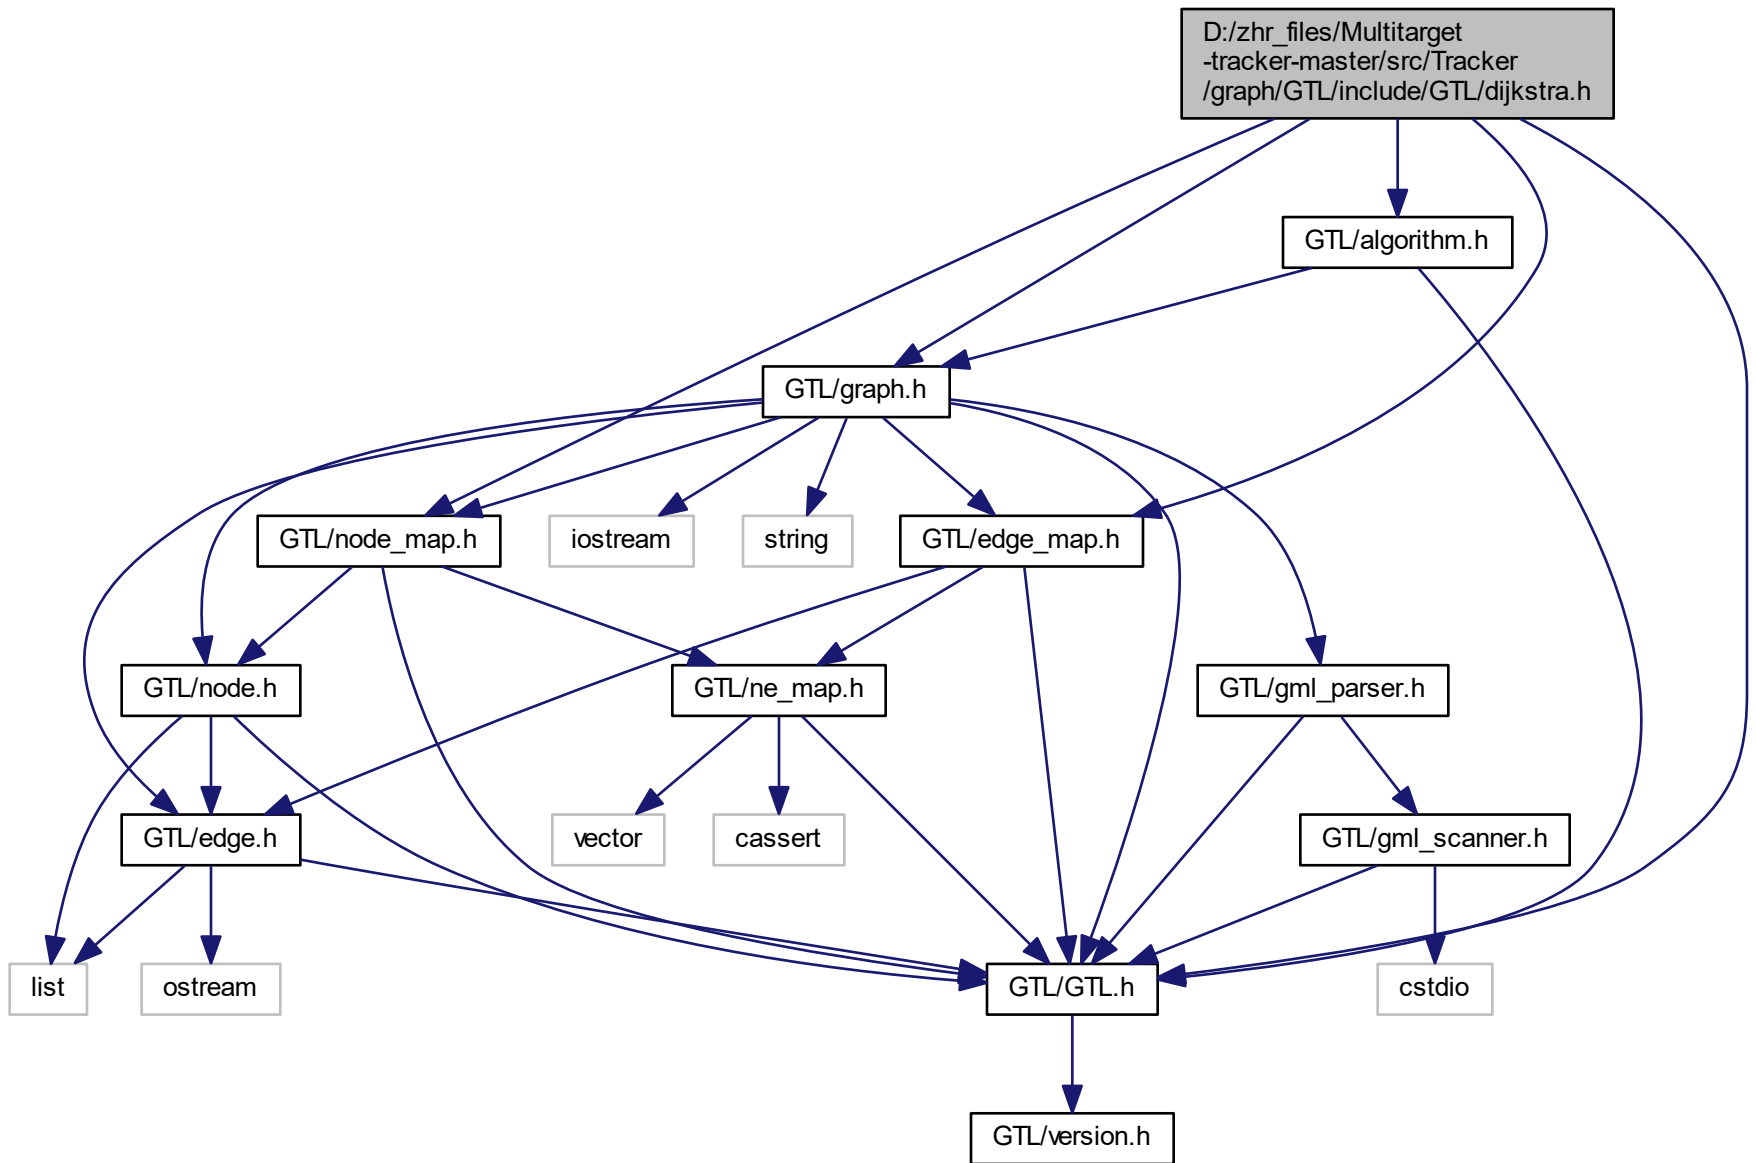 D:/zhr_files/Multitarget
-tracker-master/src/Tracker
/graph/GTL/include/GTL/dijkstra.h
GTL/algorithm.h
GTL/graph.h
GTL/node_map.h
iostream
string
GTL/edge_map.h
GTL/node.h
GTL/ne_map.h
GTL/gml_parser.h
GTL/edge.h
vector
cassert
GTL/gml_scanner.h
list
ostream
GTL/GTL.h
cstdio
GTL/version.h